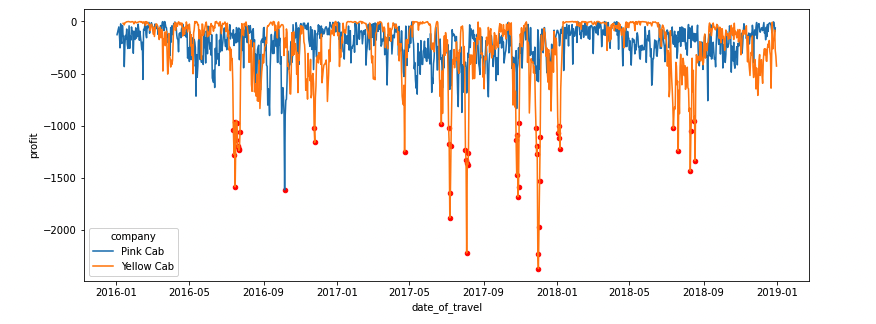 0
−500
−1000
−1500
−2000
profit
company
Pink Cab
Yellow Cab
2016-01 2016-05 2016-09 2017-01 2017-05 2017-09 2018-01 2018-05 2018-09 2019-01
date_of_travel